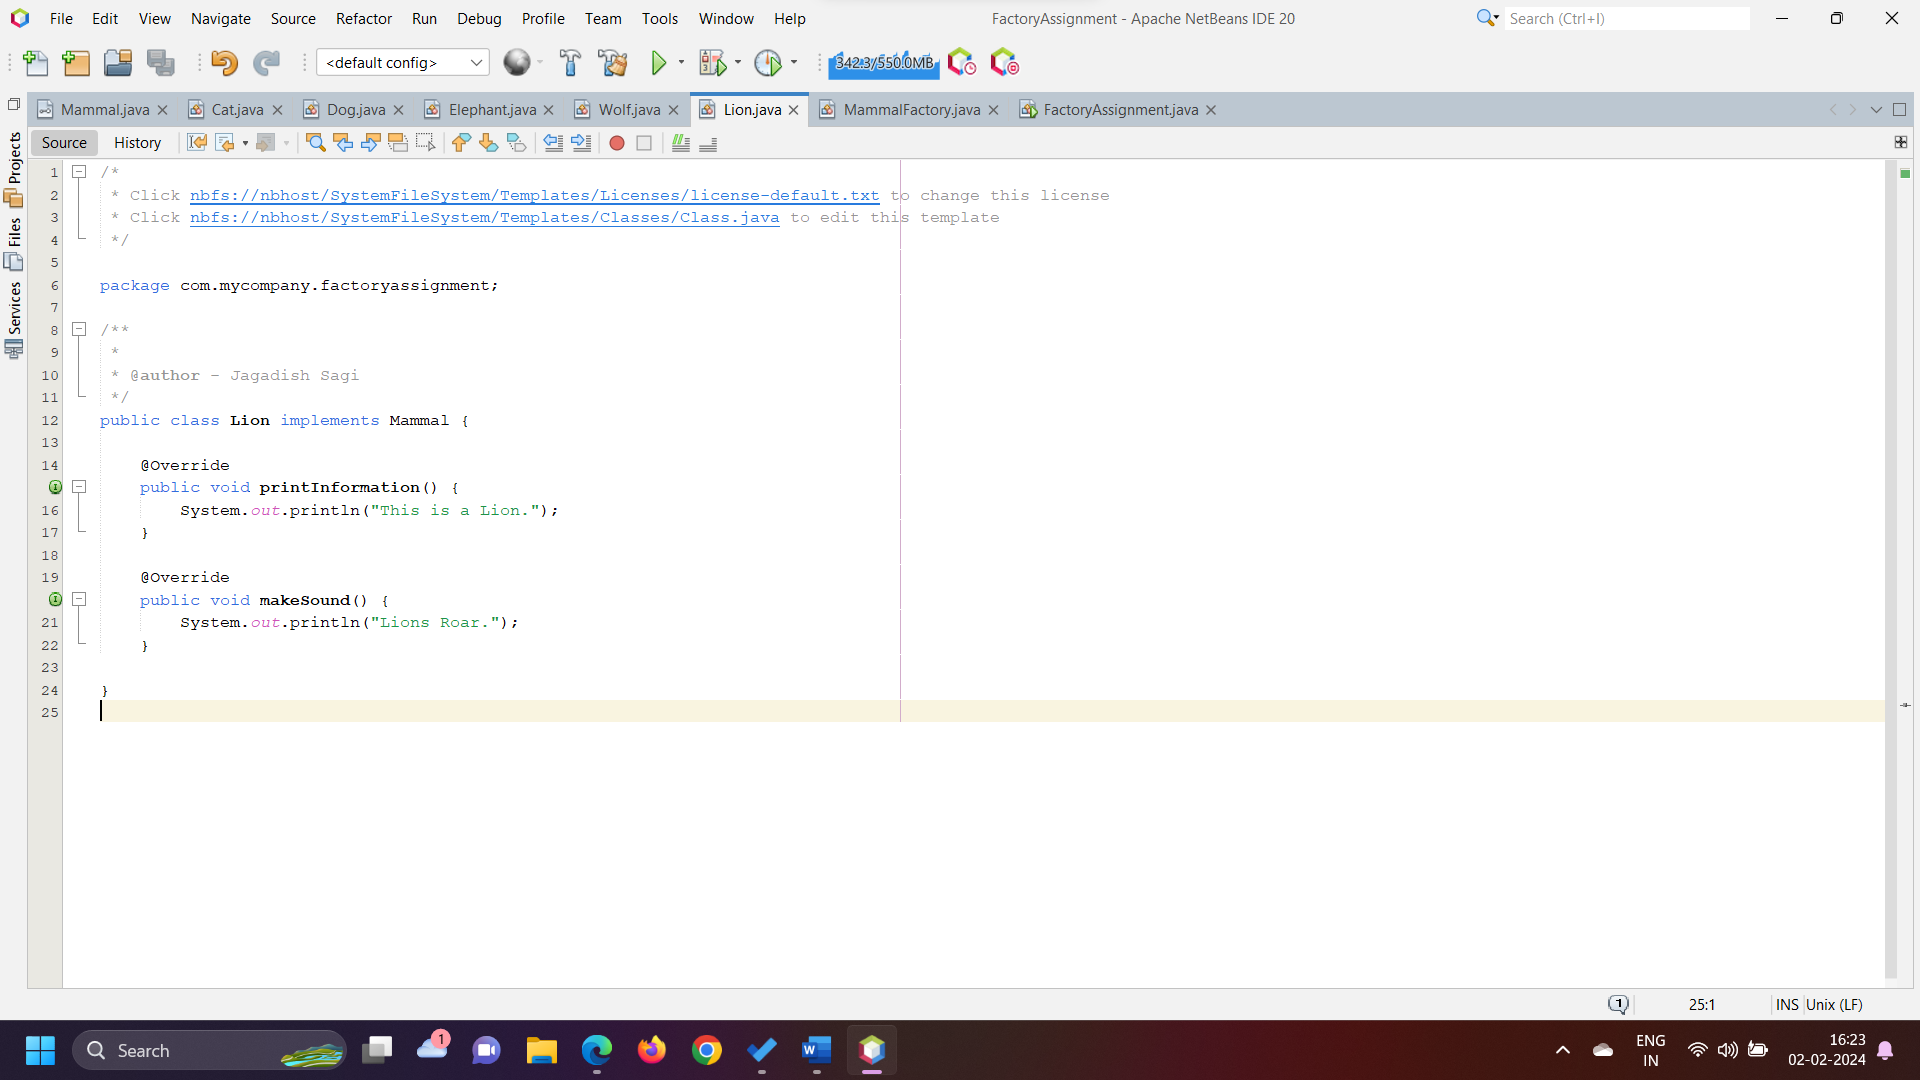 File Edit View Navigate Source Refactor Run Debug Profile Team Tools Window Help FactoryAssignment - Apache NetBeans IDE 20 Search (Ctrl+I)
<default config> 342.3/550.0MB
Mammal.java Cat.java Dog.java Elephant.java Wolf.java Lion.java MammalFactory.java FactoryAssignment.java
Source History
Projects
Files
Services
1 /*
2 * Click nbfs://nbhost/SystemFileSystem/Templates/Licenses/license-default.txt to change this license
3 * Click nbfs://nbhost/SystemFileSystem/Templates/Classes/Class.java to edit this template
4 */
5
6 package com.mycompany.factoryassignment;
7
8 /**
9 *
10 * @author - Jagadish Sagi
11 */
12 public class Lion implements Mammal {
13
14 @Override
public void printInformation() {
16 System.out.println("This is a Lion.");
17 }
18
19 @Override
public void makeSound() {
21 System.out.println("Lions Roar.");
22 }
23
24 }
25
1 25:1 INS Unix (LF)
Search 1 ENG IN 16:23 02-02-2024